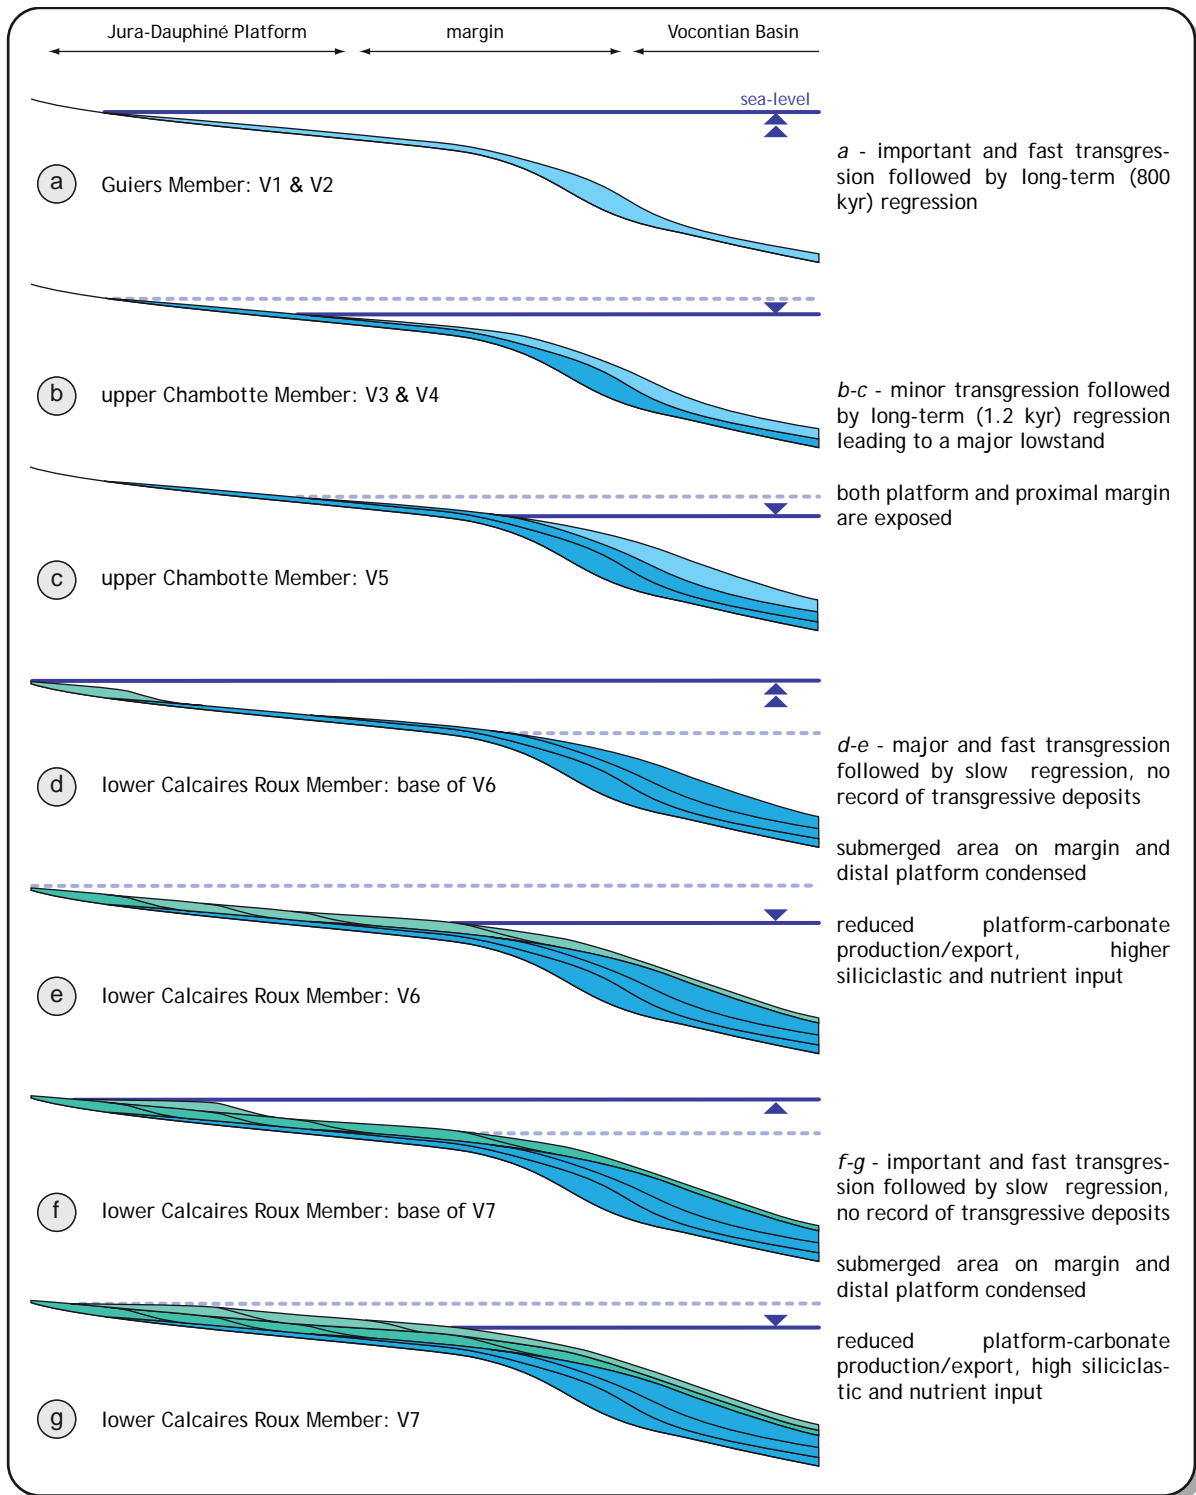 Jura-Dauphiné Platform margin Vocontian Basin
sea-level
a Guiers Member: V1 & V2
a - important and fast transgres-
sion followed by long-term (800
kyr) regression
b upper Chambotte Member: V3 & V4
b-c - minor transgression followed
by long-term (1.2 kyr) regression
leading to a major lowstand
both platform and proximal margin
are exposed
c upper Chambotte Member: V5
d lower Calcaires Roux Member: base of V6
d-e - major and fast transgression
followed by slow regression, no
record of transgressive deposits
submerged area on margin and
distal platform condensed
reduced platform-carbonate
production/export, higher
siliciclastic and nutrient input
e lower Calcaires Roux Member: V6
f lower Calcaires Roux Member: base of V7
f-g - important and fast transgres-
sion followed by slow regression,
no record of transgressive deposits
submerged area on margin and
distal platform condensed
reduced platform-carbonate
production/export, high siliciclas-
tic and nutrient input
g lower Calcaires Roux Member: V7